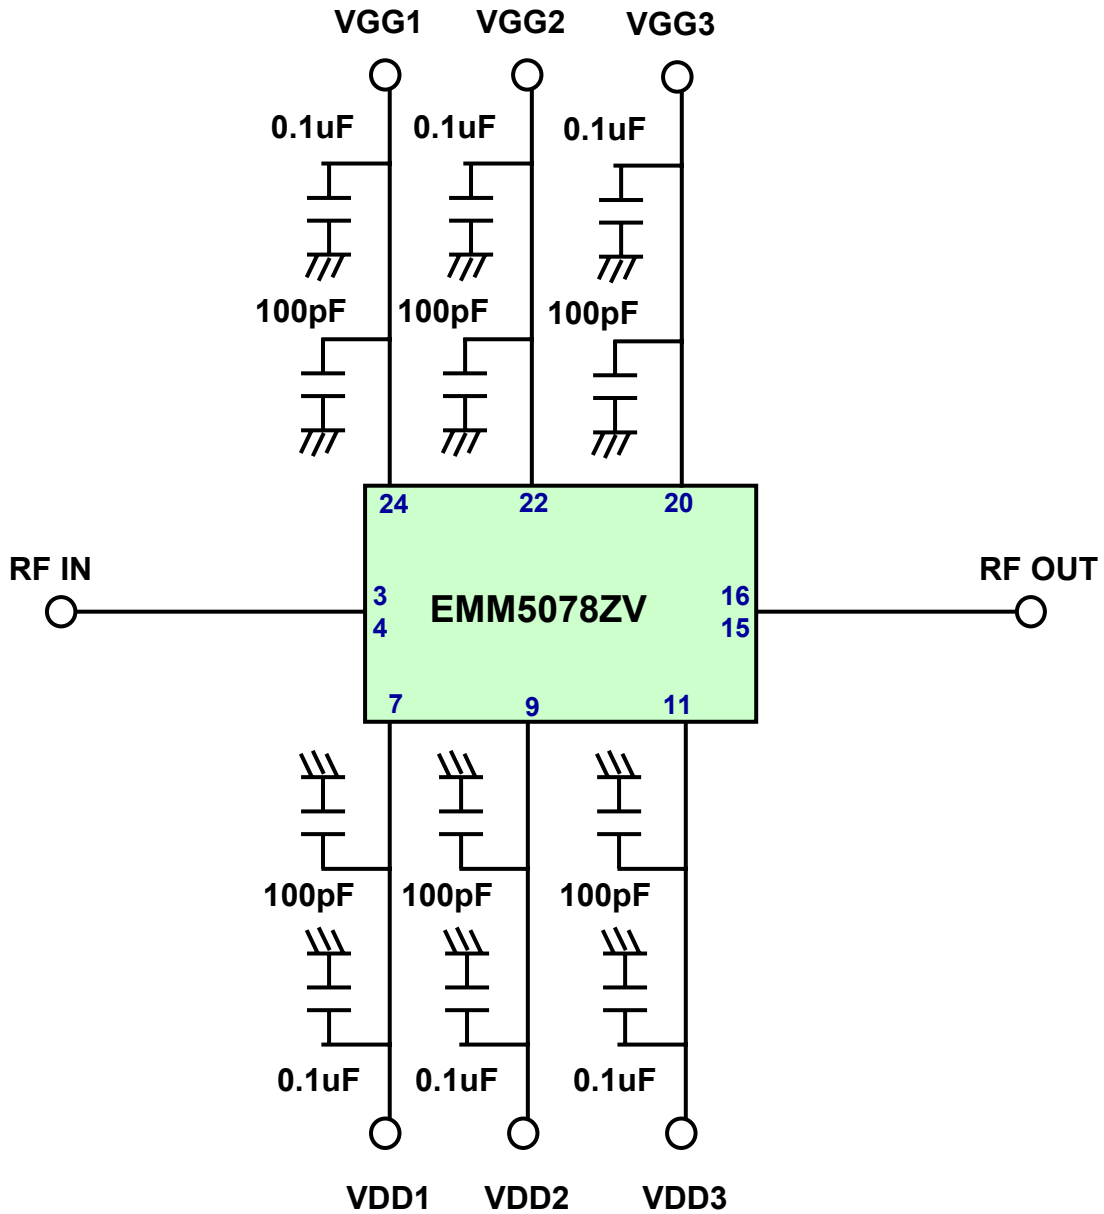 VGG1 VGG2 VGG3
0.1uF 0.1uF 0.1uF
100pF 100pF 100pF
24 22 20
RF IN RF OUT
3 EMM5078ZV 16
4 15
7 9 11
100pF 100pF 100pF
0.1uF 0.1uF 0.1uF
VDD1 VDD2 VDD3